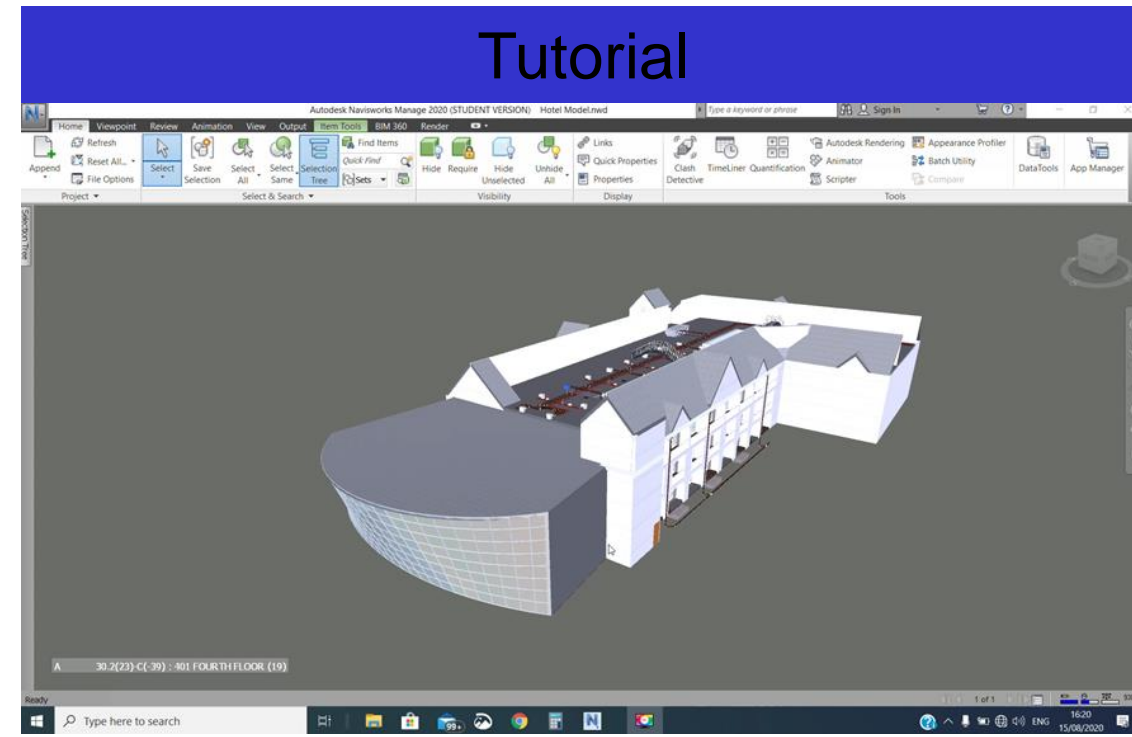 Tutorial
Autodesk Navisworks Manage 2020 (STUDENT VERSION) Hotel Model.nwd
Type a keyword or phrase
Sign In
Home Viewpoint Review Animation View Output Item Tools BIM 360 Render
Append
Refresh
Reset All...
File Options
Select
Save Selection
Select All
Select Same
Selection Tree
Find Items
Quick Find
Sets
Hide
Require
Hide Unselected
Unhide All
Links
Quick Properties
Properties
Clash Detective
TimeLiner
Quantification
Autodesk Rendering
Animator
Scripter
Appearance Profiler
Batch Utility
Compare
DataTools
App Manager
Project
Select & Search
Visibility
Display
Tools
Selection Tree
A 30.2(23)-C(-39) : 401 FOURTH FLOOR (19)
Ready
1 of 1
Type here to search
99+
ENG
16:20
15/08/2020